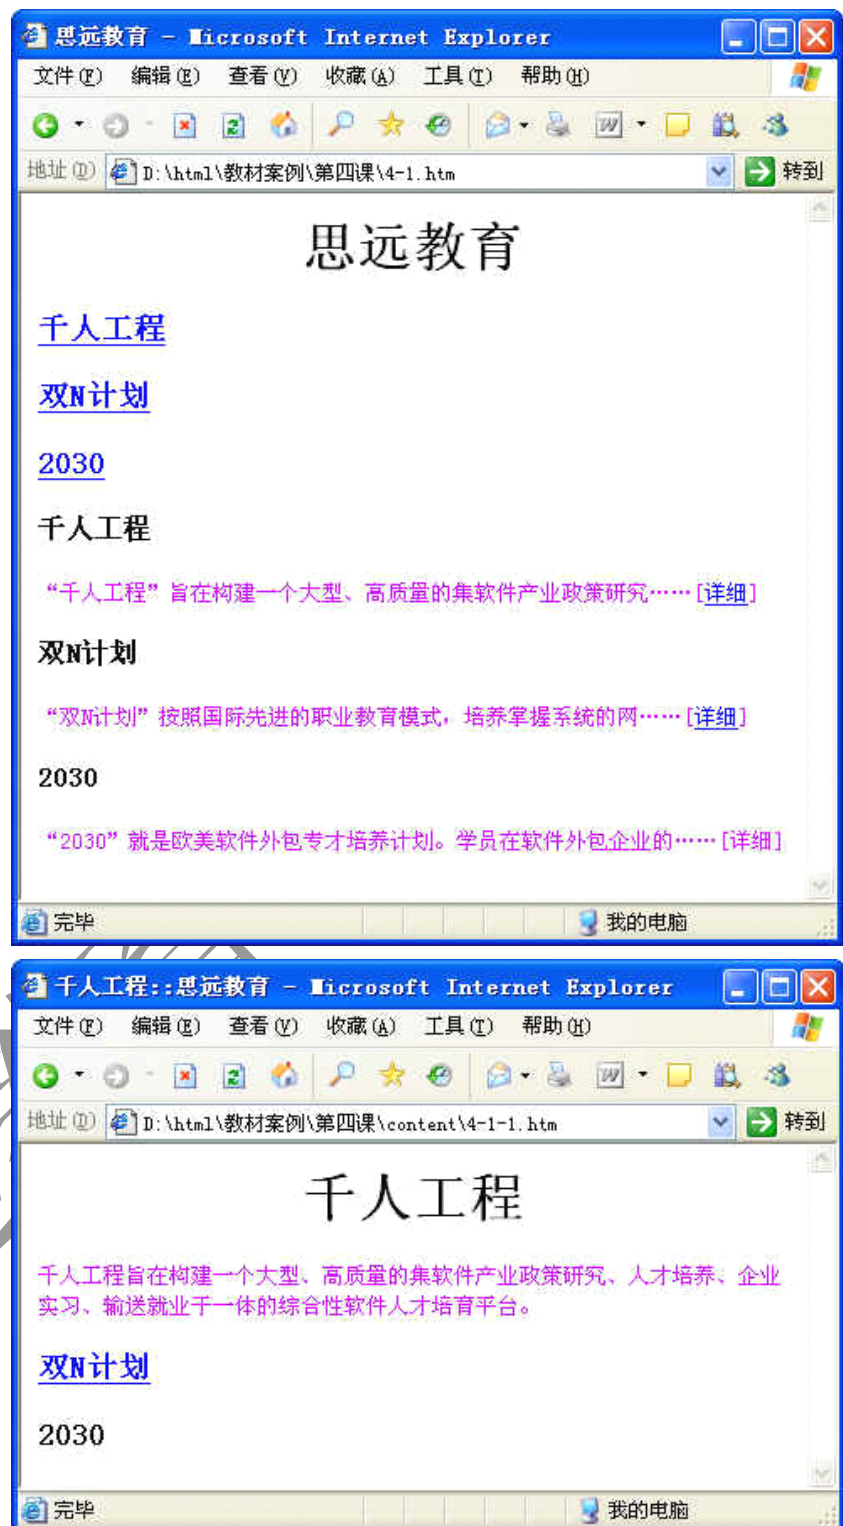 思远教育 - Microsoft Internet Explorer
文件(F) 编辑(E) 查看(V) 收藏(A) 工具(T) 帮助(H)
地址(D) D:\html\教材案例\第四课\4-1.htm 转到
思远教育
千人工程
双N计划
2030
千人工程
“千人工程”旨在构建一个大型、高质量的集软件产业政策研究……[详细]
双N计划
“双N计划”按照国际先进的职业教育模式，培养掌握系统的网……[详细]
2030
“2030”就是欧美软件外包专才培养计划。学员在软件外包企业的……[详细]
完毕 我的电脑
千人工程::思远教育 - Microsoft Internet Explorer
文件(F) 编辑(E) 查看(V) 收藏(A) 工具(T) 帮助(H)
地址(D) D:\html\教材案例\第四课\content\4-1-1.htm 转到
千人工程
千人工程旨在构建一个大型、高质量的集软件产业政策研究、人才培养、企业
实习、输送就业于一体的综合性软件人才培育平台。
双N计划
2030
完毕 我的电脑